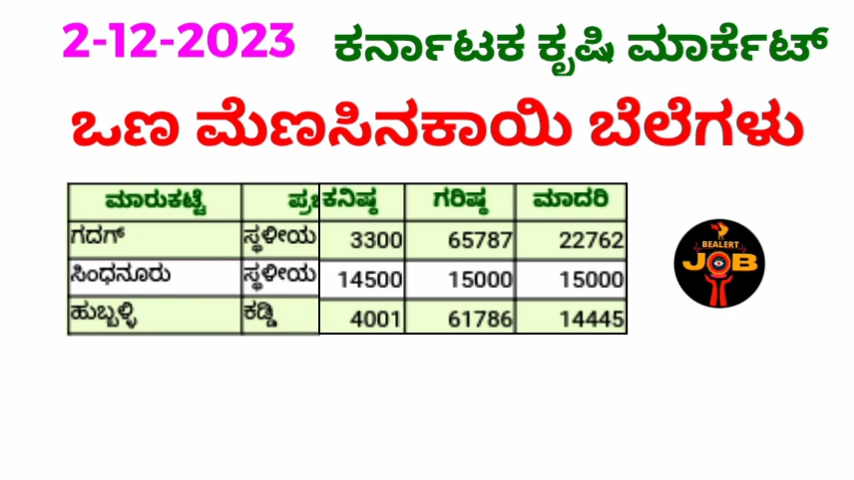 2-12-2023 ಕರ್ನಾಟಕ ಕೃಷಿ ಮಾರ್ಕೆಟ್
ಒಣ ಮೆಣಸಿನಕಾಯಿ ಬೆಲೆಗಳು
ಮಾರುಕಟ್ಟೆ ಕನಿಷ್ಠ ಗರಿಷ್ಠ ಮಾದರಿ
ಗದಗ್ ಸ್ಥಳೀಯ 3300 65787 22762
ಸಿಂಧನೂರು ಸ್ಥಳೀಯ 14500 15000 15000
ಹುಬ್ಬಳ್ಳಿ ಕಡ್ಡಿ 4001 61786 14445
BEALERT
JOB